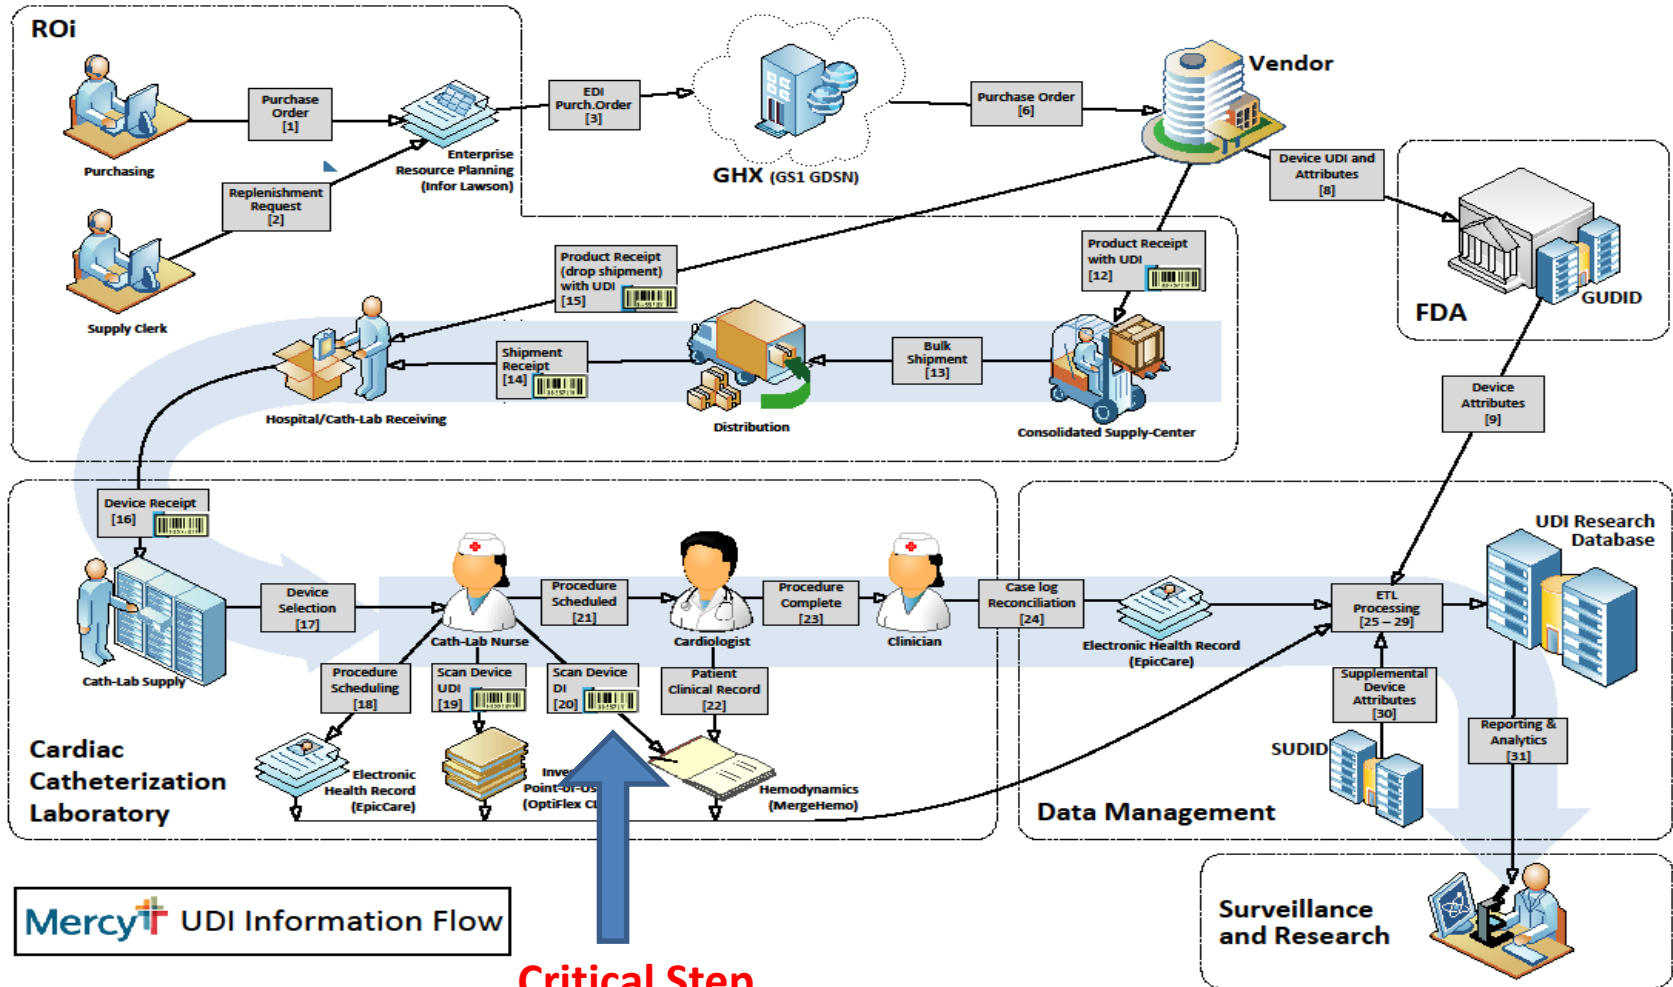 ROi
Purchasing
Purchase
Order
[1]
Enterprise
Resource Planning
(Infor Lawson)
Replenishment
Request
[2]
Supply Clerk
EDI
Purch.Order
[3]
GHX (GS1 GDSN)
Purchase Order
[6]
Vendor
Device UDI and
Attributes
[8]
FDA
GUDID
Device
Attributes
[9]
Product Receipt
with UDI
[12]
Product Receipt
(drop shipment)
with UDI
[15]
Consolidated Supply-Center
Bulk
Shipment
[13]
Distribution
Shipment
Receipt
[14]
Hospital/Cath-Lab Receiving
Device Receipt
[16]
Cath-Lab Supply
Device
Selection
[17]
Cath-Lab Nurse
Procedure
Scheduled
[21]
Cardiologist
Procedure
Complete
[23]
Clinician
Case log
Reconciliation
[24]
Electronic Health Record
(EpicCare)
ETL
Processing
[25 – 29]
UDI Research
Database
Procedure
Scheduling
[18]
Scan Device
UDI
[19]
Scan Device
DI
[20]
Patient
Clinical Record
[22]
Supplemental
Device
Attributes
[30]
SUDID
Reporting &
Analytics
[31]
Electronic
Health Record
(EpicCare)
(OptiFlex
Hemodynamics
(MergeHemo)
Cardiac
Catheterization
Laboratory
Data Management
Mercy UDI Information Flow
Critical Step
Surveillance
and Research